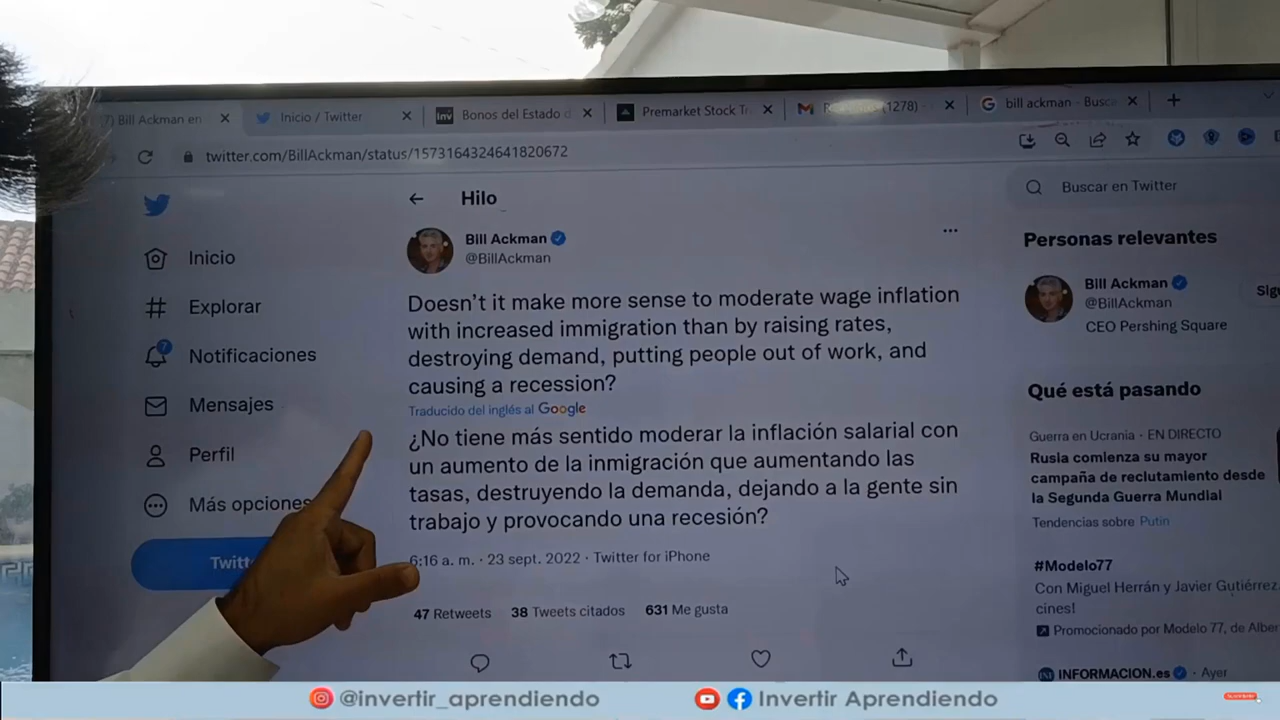 Bill Ackman en
Inicio / Twitter
Bonos del Estado d
Premarket Stock Tr
(1278) -
bill ackman - Busca
twitter.com/BillAckman/status/1573164324641820672
Hilo
Buscar en Twitter
Inicio
Explorar
7
Notificaciones
Mensajes
Perfil
Más opciones
Twitt
Bill Ackman
@BillAckman
Doesn't it make more sense to moderate wage inflation
with increased immigration than by raising rates,
destroying demand, putting people out of work, and
causing a recession?
Traducido del inglés al Google
¿No tiene más sentido moderar la inflación salarial con
un aumento de la inmigración que aumentando las
tasas, destruyendo la demanda, dejando a la gente sin
trabajo y provocando una recesión?
6:16 a. m. · 23 sept. 2022 · Twitter for iPhone
47 Retweets 38 Tweets citados 631 Me gusta
Personas relevantes
Bill Ackman
@BillAckman
CEO Pershing Square
Qué está pasando
Guerra en Ucrania · EN DIRECTO
Rusia comienza su mayor
campaña de reclutamiento desde
la Segunda Guerra Mundial
Tendencias sobre Putin
#Modelo77
Con Miguel Herrán y Javier Gutiérrez
cines!
Promocionado por Modelo 77, de Alber
INFORMACION.es · Ayer
@invertir_aprendiendo
Invertir Aprendiendo